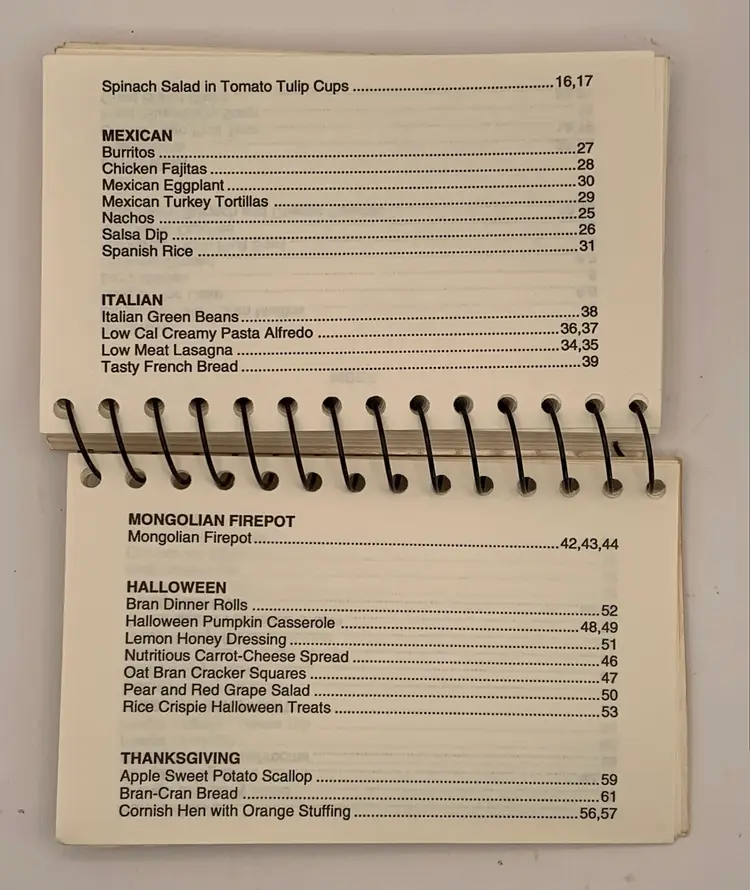 Spinach Salad in Tomato Tulip Cups ........ 16,17
MEXICAN
Burritos ........ 27
Chicken Fajitas ........ 28
Mexican Eggplant ........ 30
Mexican Turkey Tortillas ........ 29
Nachos ........ 25
Salsa Dip ........ 26
Spanish Rice ........ 31
ITALIAN
Italian Green Beans ........ 38
Low Cal Creamy Pasta Alfredo ........ 36,37
Low Meat Lasagna ........ 34,35
Tasty French Bread ........ 39
MONGOLIAN FIREPOT
Mongolian Firepot ........ 42,43,44
HALLOWEEN
Bran Dinner Rolls ........ 52
Halloween Pumpkin Casserole ........ 48,49
Lemon Honey Dressing ........ 51
Nutritious Carrot-Cheese Spread ........ 46
Oat Bran Cracker Squares ........ 47
Pear and Red Grape Salad ........ 50
Rice Crispie Halloween Treats ........ 53
THANKSGIVING
Apple Sweet Potato Scallop ........ 59
Bran-Cran Bread ........ 61
Cornish Hen with Orange Stuffing ........ 56,57